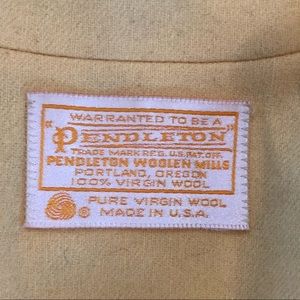 WARRANTED TO BE A
"PENDLETON"
TRADE MARK REG. U.S. PAT. OFF.
PENDLETON WOOLEN MILLS
PORTLAND, OREGON
100% VIRGIN WOOL
PURE VIRGIN WOOL
® MADE IN U.S.A.